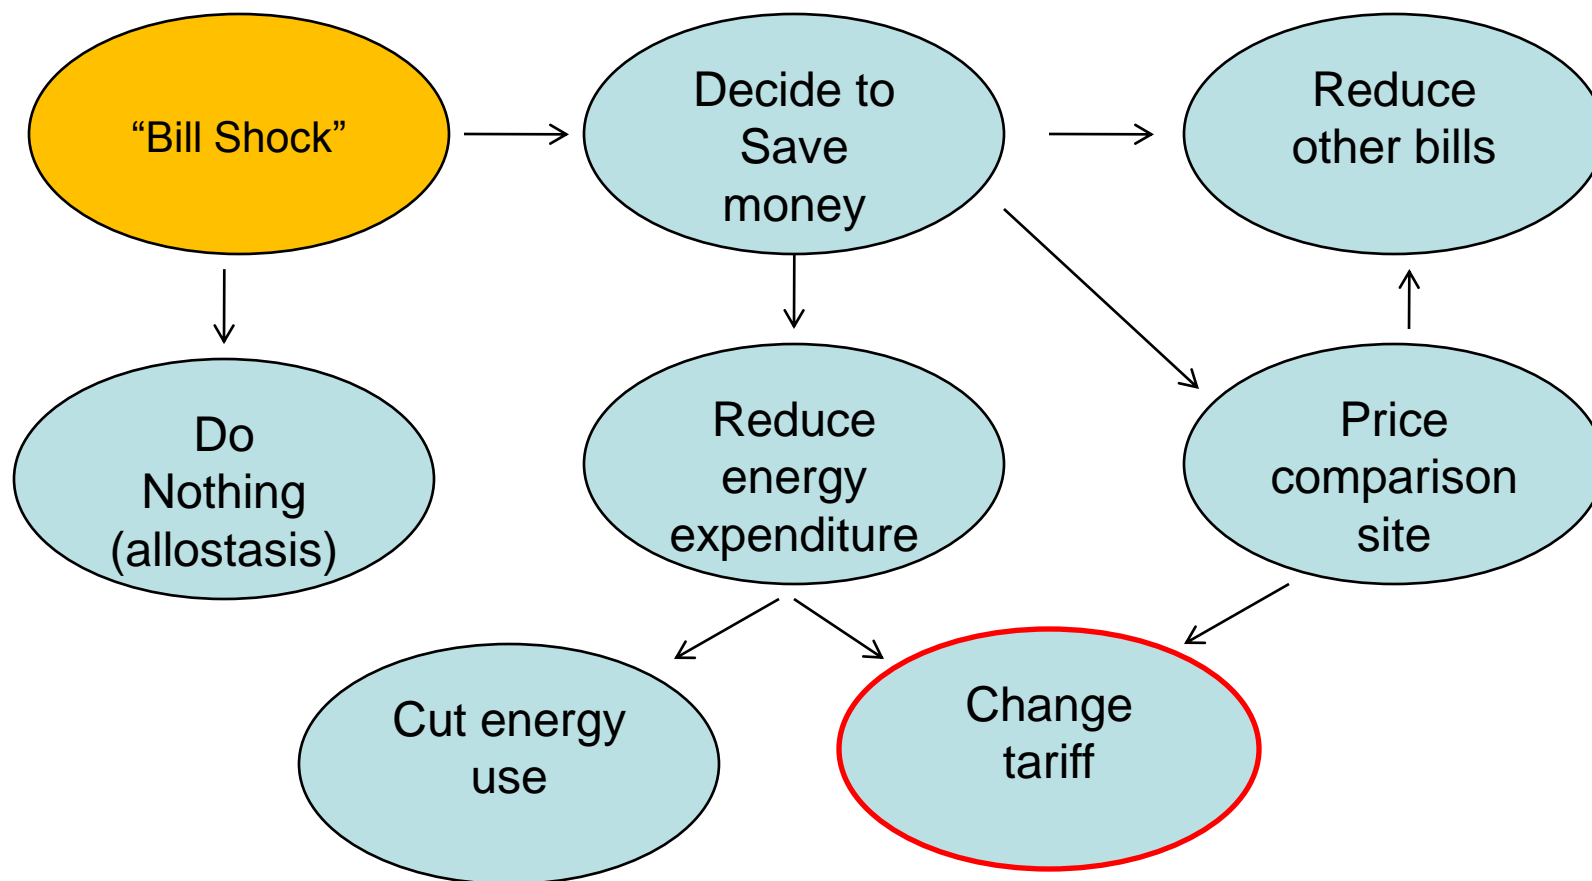 “Bill Shock”
Decide to
Save
money
Reduce
other bills
Do
Nothing
(allostasis)
Reduce
energy
expenditure
Price
comparison
site
Cut energy
use
Change
tariff